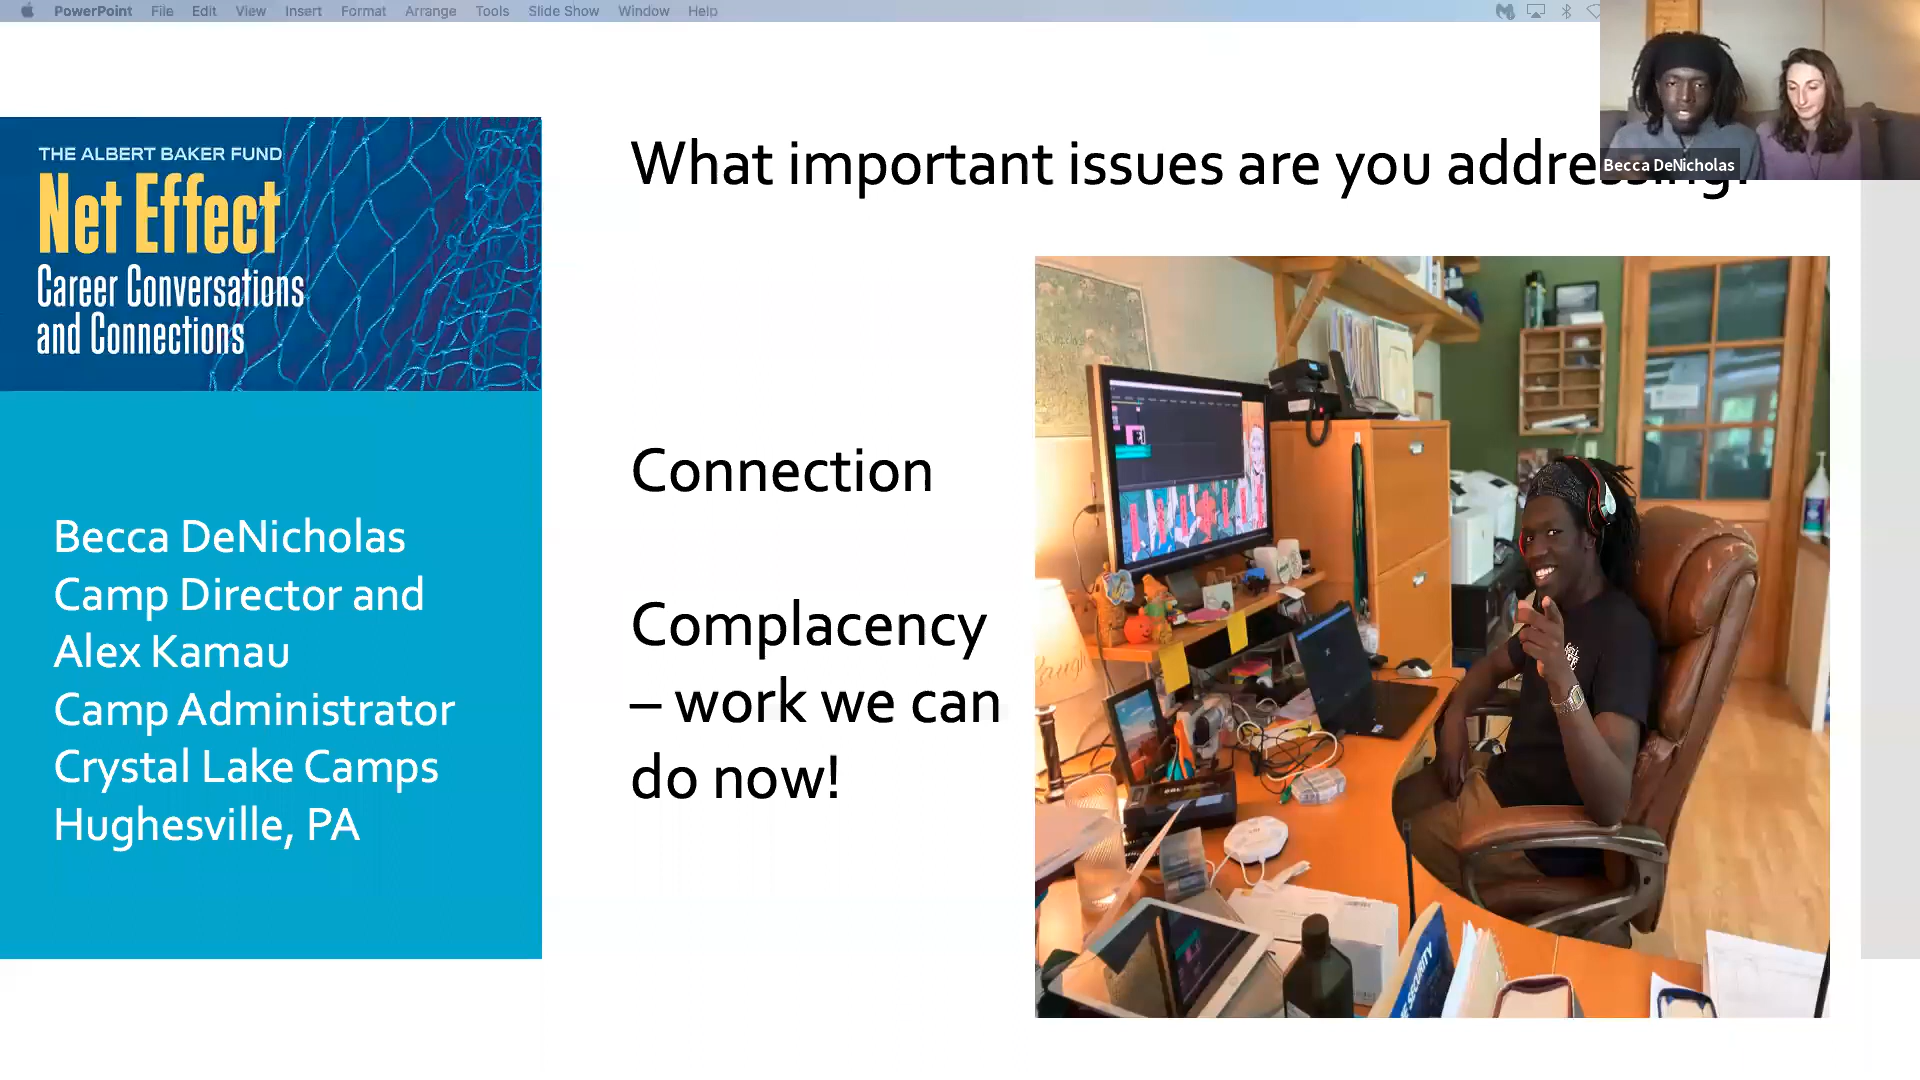 PowerPoint File Edit View Insert Format Arrange Tools Slide Show Window Help
Becca DeNicholas
THE ALBERT BAKER FUND
Net Effect
Career Conversations
and Connections
Becca DeNicholas
Camp Director and
Alex Kamau
Camp Administrator
Crystal Lake Camps
Hughesville, PA
What important issues are you addressing?
Connection
Complacency
– work we can
do now!
SECURITY